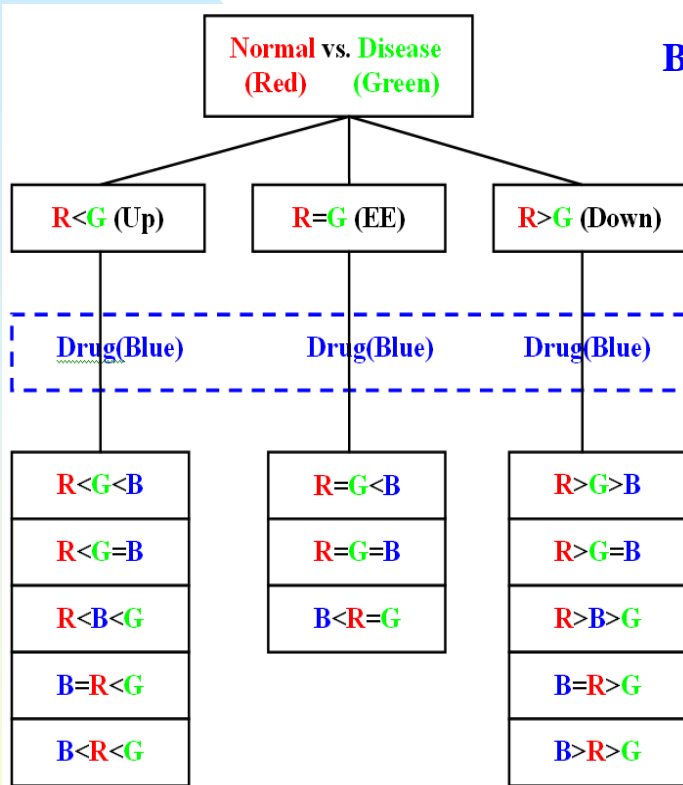 Normal vs. Disease
(Red) (Green)
B
R<G (Up)
R=G (EE)
R>G (Down)
Drug(Blue)
Drug(Blue)
Drug(Blue)
R<G<B
R<G=B
R<B<G
B=R<G
B<R<G
R=G<B
R=G=B
B<R=G
R>G>B
R>G=B
R>B>G
B=R>G
B>R>G